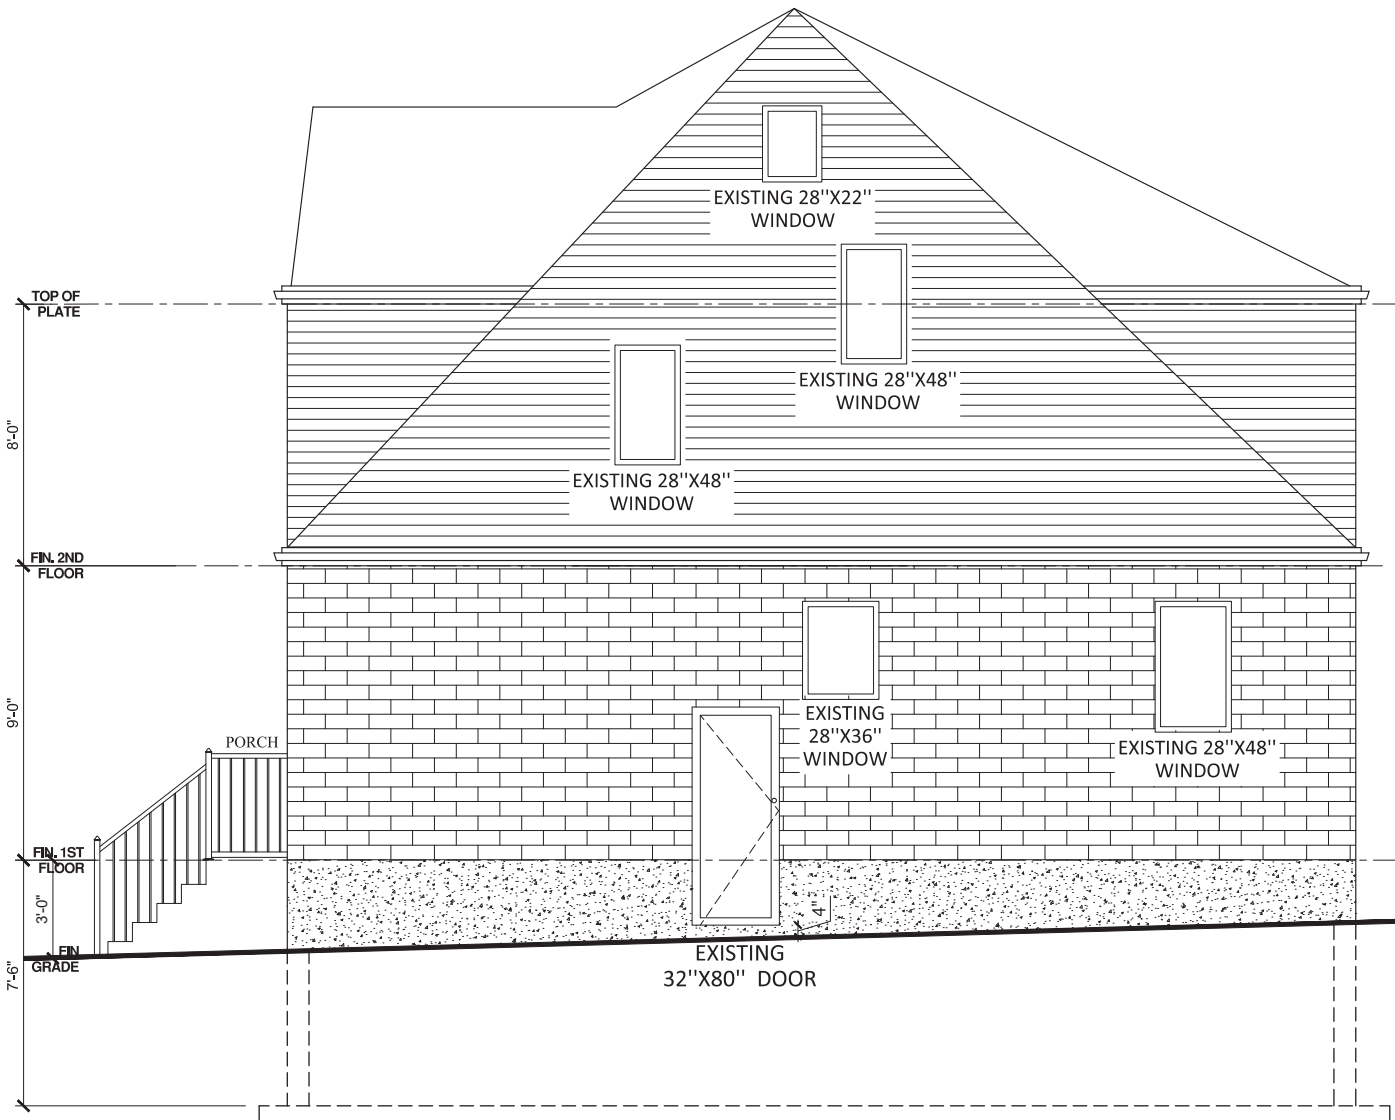 EXISTING 28''X22''
WINDOW
TOP OF
PLATE
EXISTING 28''X48''
WINDOW
8'-0"
EXISTING 28''X48''
WINDOW
FIN. 2ND
FLOOR
9'-0"
EXISTING
28''X36''
WINDOW
PORCH
EXISTING 28''X48''
WINDOW
FIN. 1ST
FLOOR
3'-0"
4"
FIN
GRADE
7'-6"
EXISTING
32''X80'' DOOR